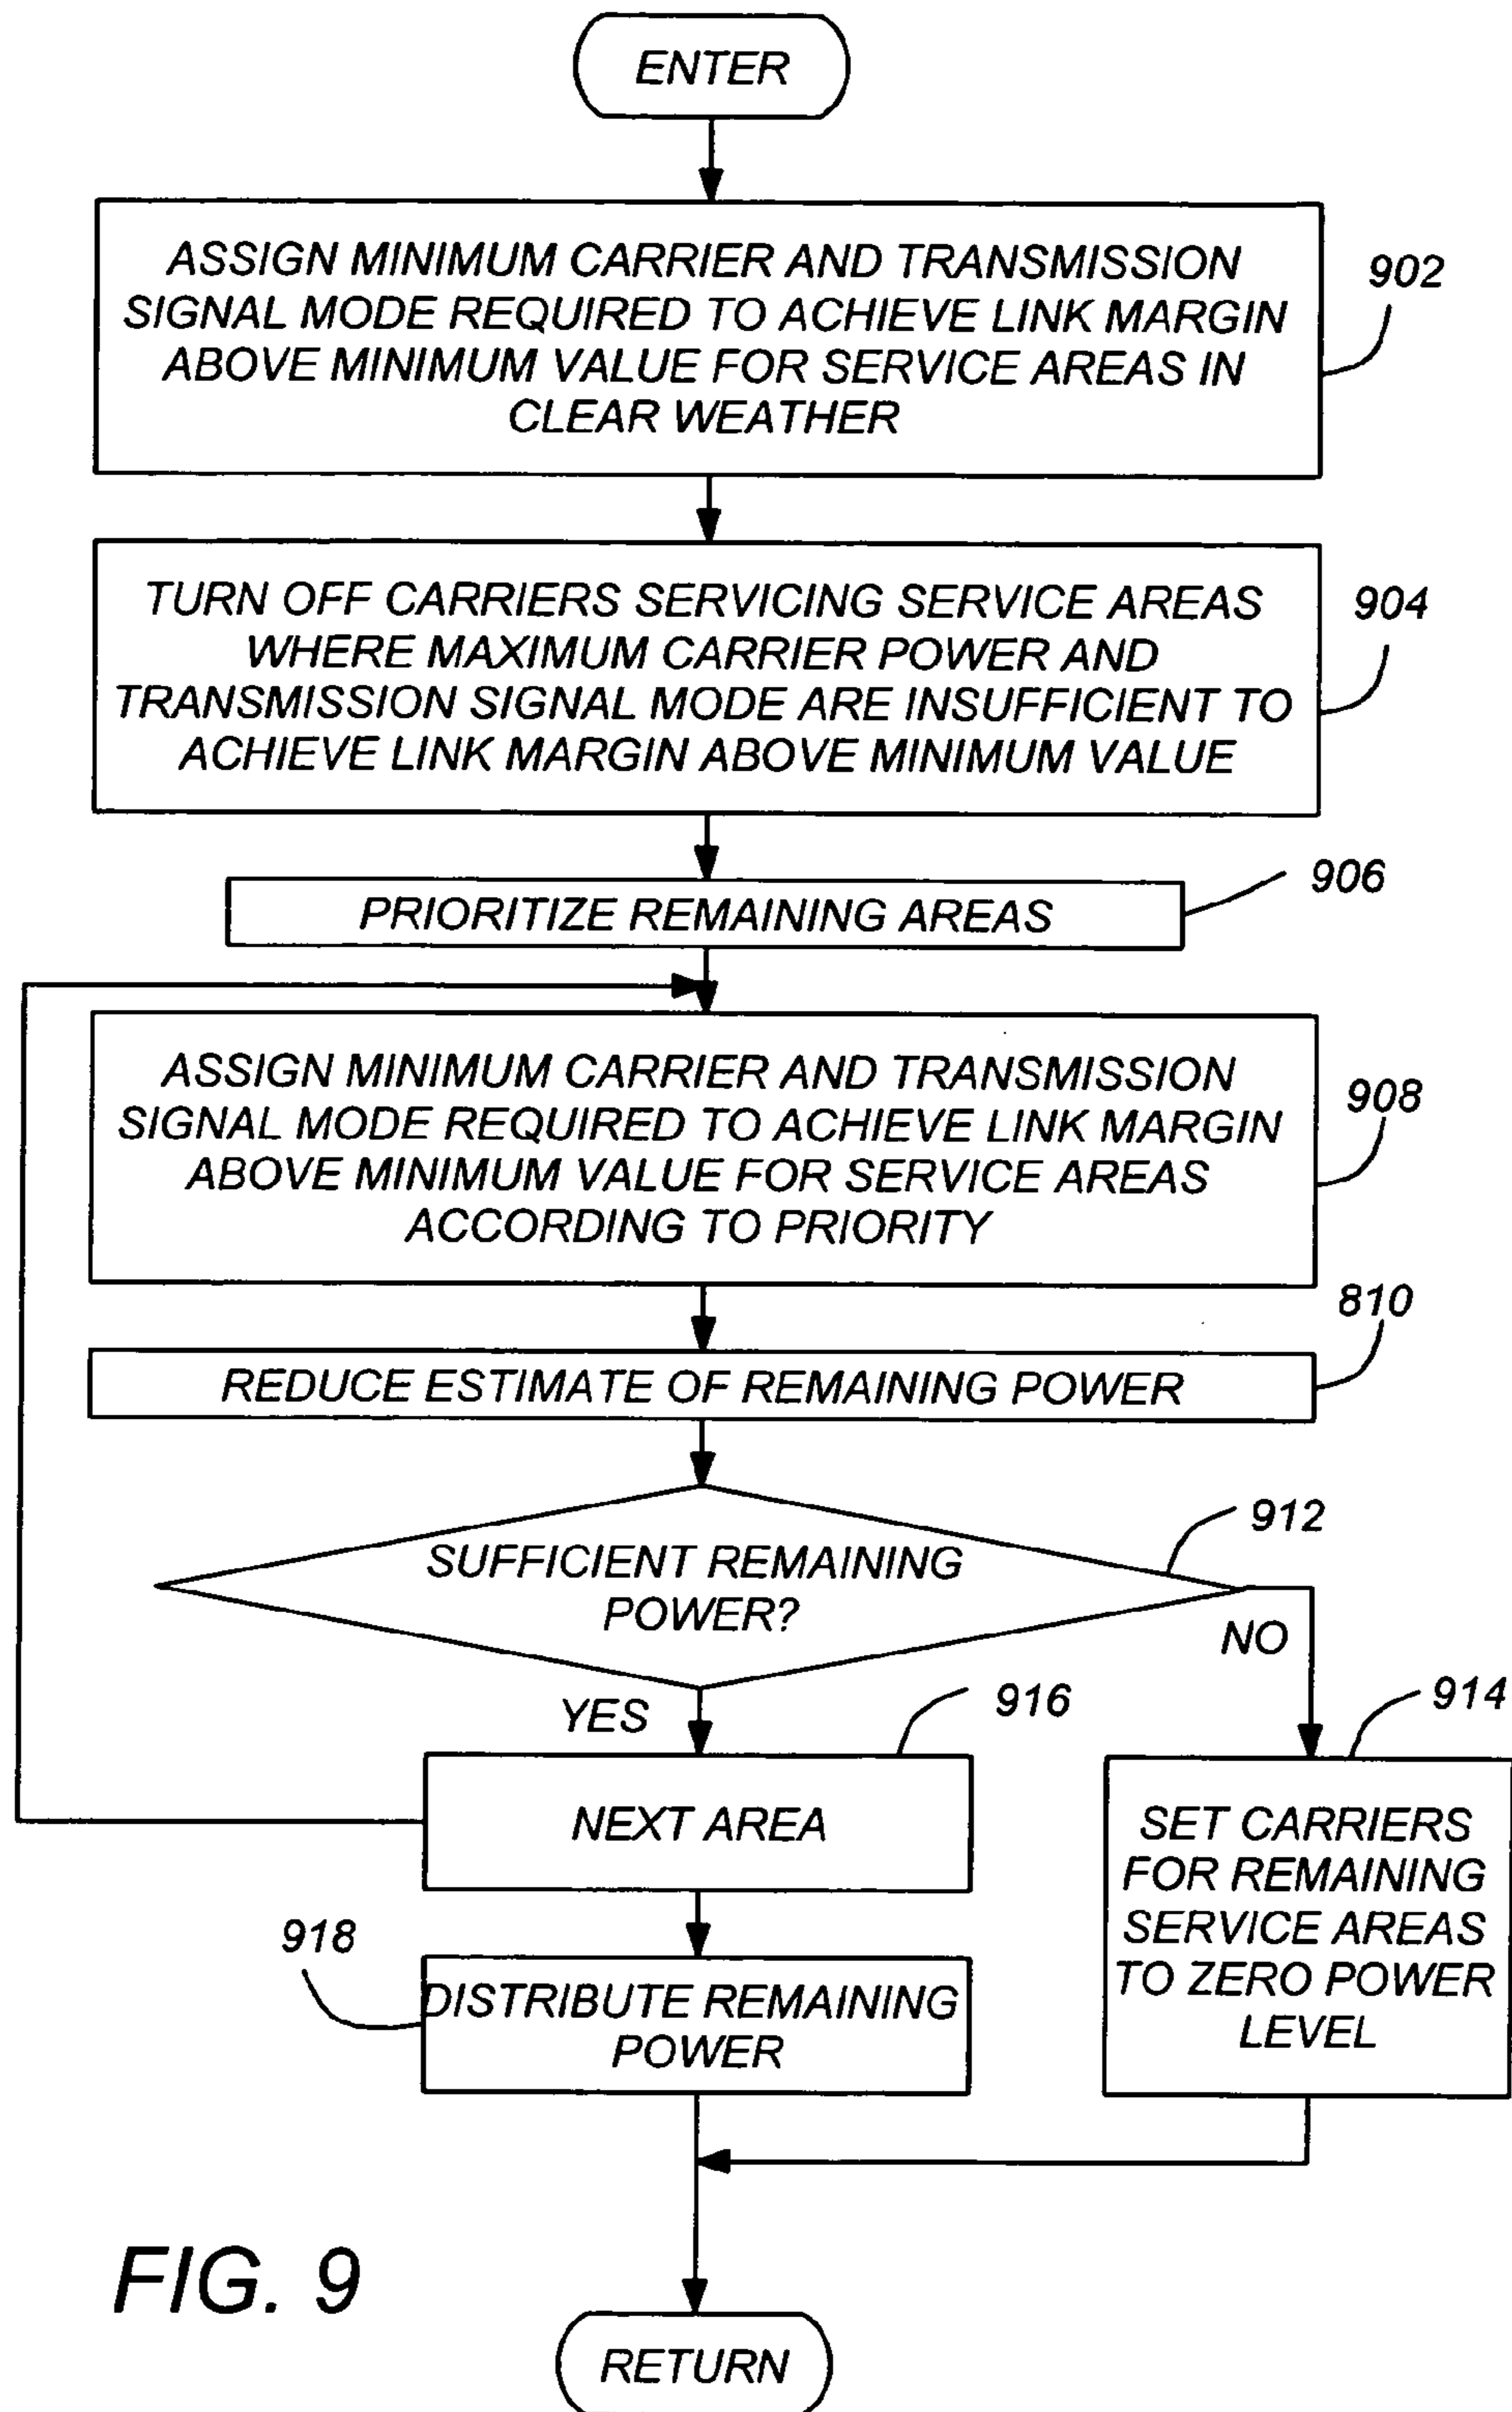 ENTER
ASSIGN MINIMUM CARRIER AND TRANSMISSION
SIGNAL MODE REQUIRED TO ACHIEVE LINK MARGIN
ABOVE MINIMUM VALUE FOR SERVICE AREAS IN
CLEAR WEATHER
902
TURN OFF CARRIERS SERVICING SERVICE AREAS
WHERE MAXIMUM CARRIER POWER AND
TRANSMISSION SIGNAL MODE ARE INSUFFICIENT TO
ACHIEVE LINK MARGIN ABOVE MINIMUM VALUE
904
PRIORITIZE REMAINING AREAS
906
ASSIGN MINIMUM CARRIER AND TRANSMISSION
SIGNAL MODE REQUIRED TO ACHIEVE LINK MARGIN
ABOVE MINIMUM VALUE FOR SERVICE AREAS
ACCORDING TO PRIORITY
908
REDUCE ESTIMATE OF REMAINING POWER
810
SUFFICIENT REMAINING
POWER?
912
NO
YES
916
914
NEXT AREA
SET CARRIERS
FOR REMAINING
SERVICE AREAS
TO ZERO POWER
LEVEL
918
DISTRIBUTE REMAINING
POWER
FIG. 9
RETURN